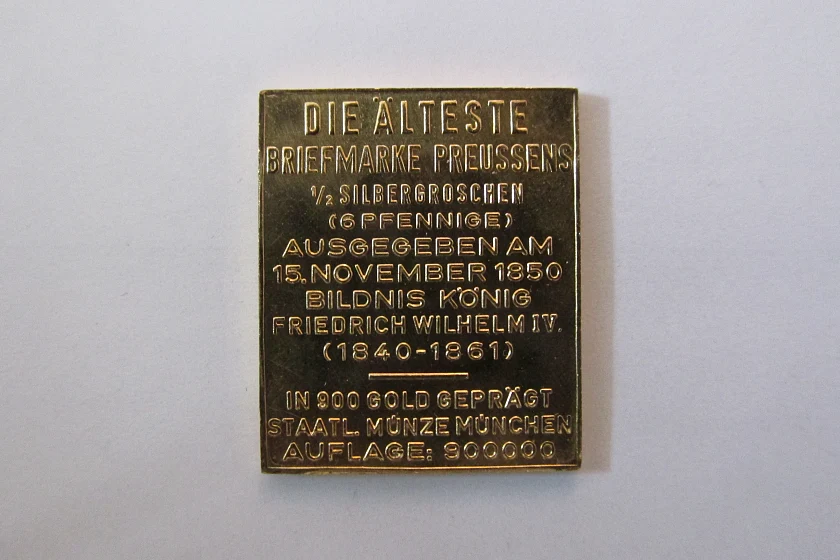 DIE ÄLTESTE
BRIEFMARKE PREUSSENS
½ SILBERGROSCHEN
(6 PFENNIGE)
AUSGEGEBEN AM
15. NOVEMBER 1850
BILDNIS KÖNIG
FRIEDRICH WILHELM IV.
(1840-1861)
IN 900 GOLD GEPRÄGT
STAATL. MÜNZE MÜNCHEN
AUFLAGE: 900000